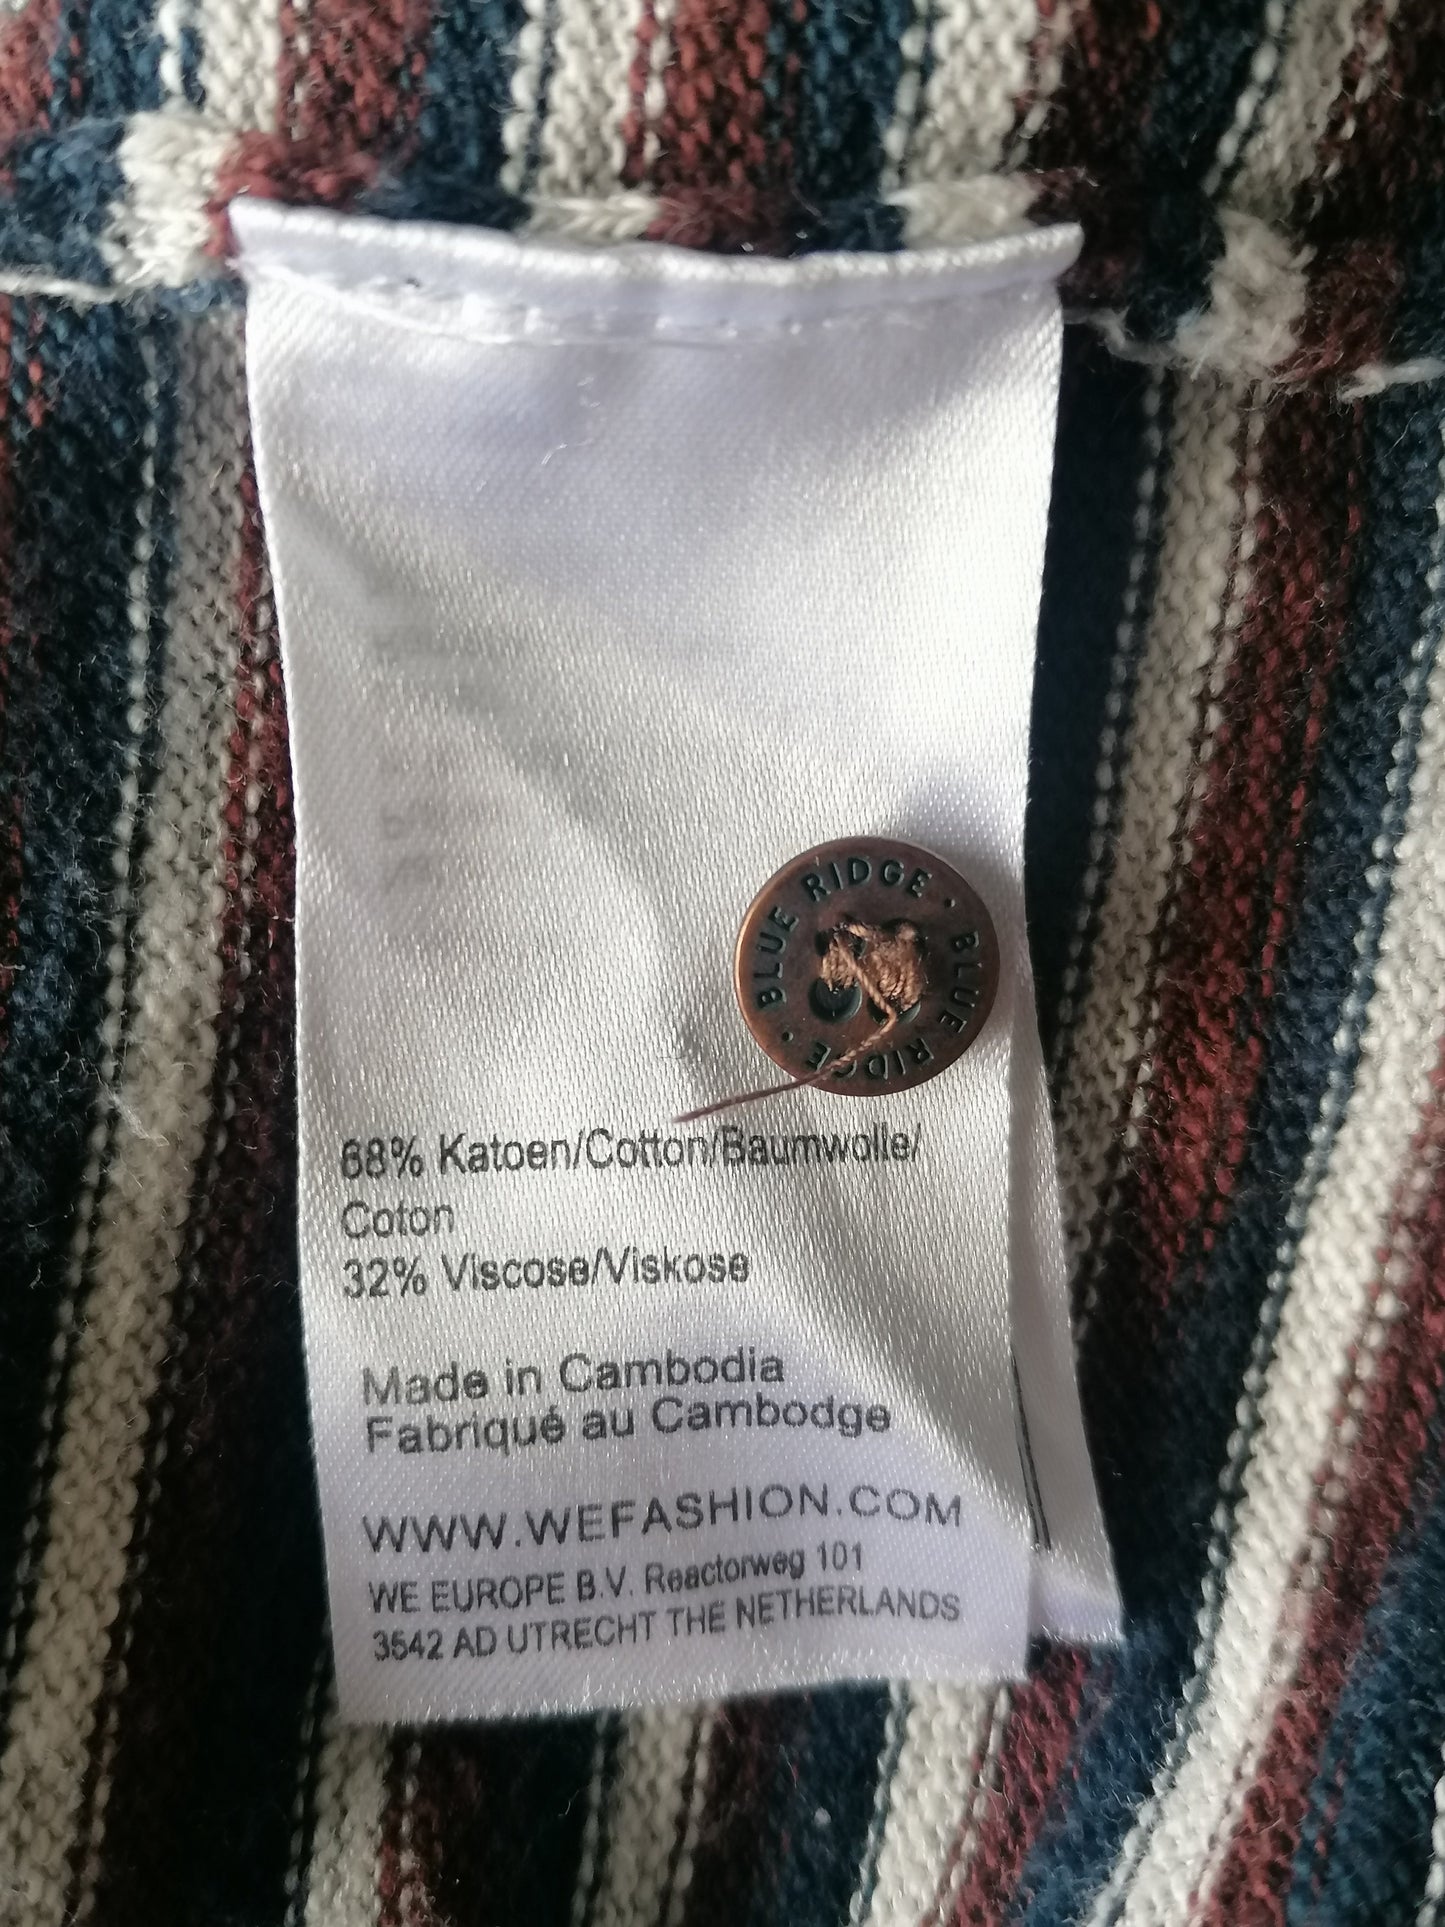 BLUE RIDGE · BLUE RIDGE ·
68% Katoen/Cotton/Baumwolle/
Coton
32% Viscose/Viskose
Made in Cambodia
Fabriqué au Cambodge
WWW.WEFASHION.COM
WE EUROPE B.V. Reactorweg 101
3542 AD UTRECHT THE NETHERLANDS